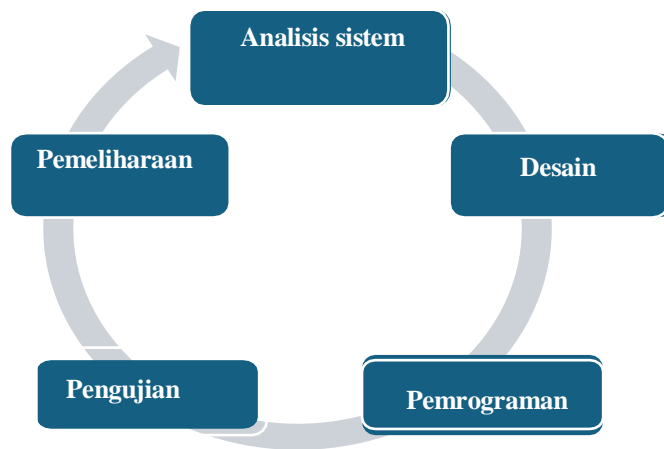 Analisis sistem
Desain
Pemrograman
Pengujian
Pemeliharaan